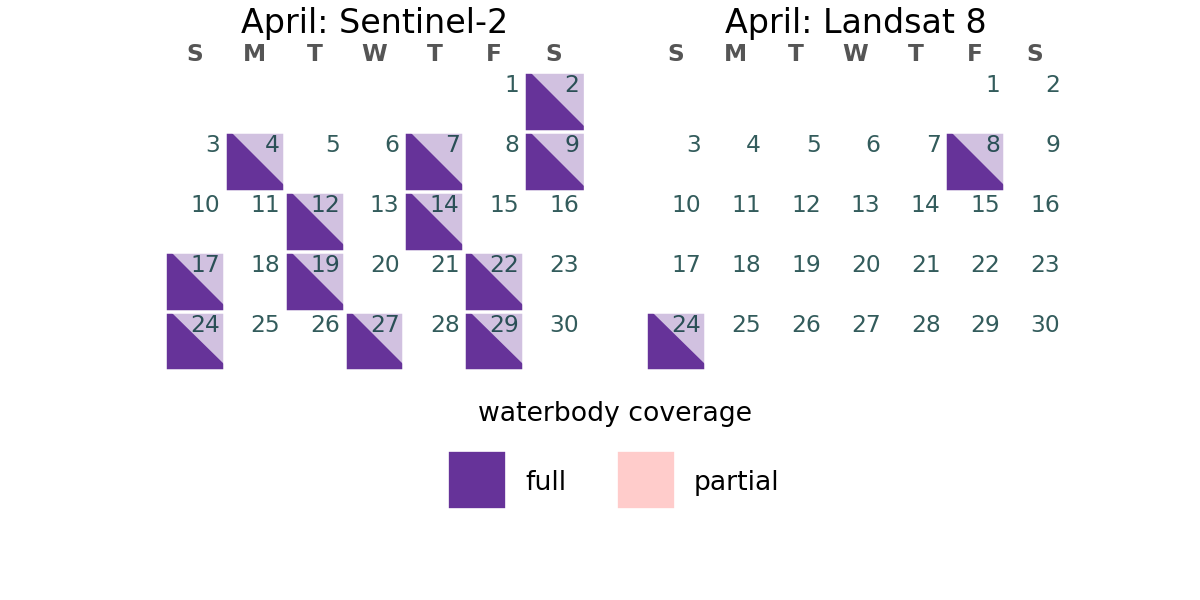 April: Sentinel-2
S M T W T F S
1 2
3 4 5 6 7 8 9
10 11 12 13 14 15 16
17 18 19 20 21 22 23
24 25 26 27 28 29 30
April: Landsat 8
S M T W T F S
1 2
3 4 5 6 7 8 9
10 11 12 13 14 15 16
17 18 19 20 21 22 23
24 25 26 27 28 29 30
waterbody coverage
full partial